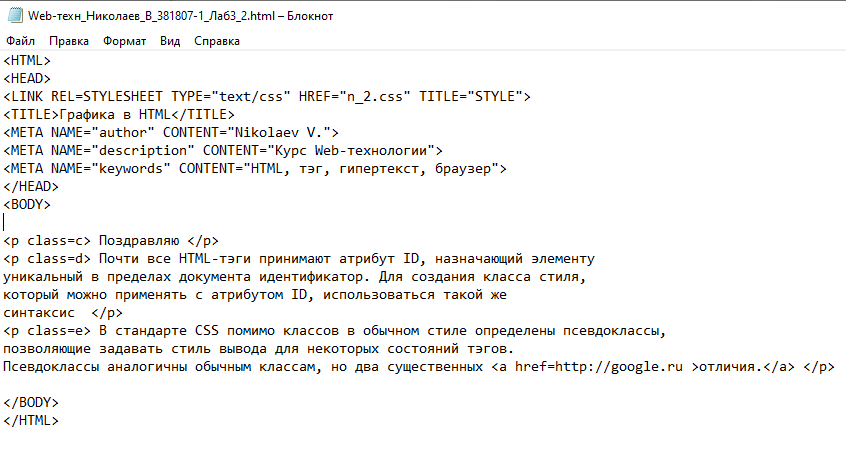 Web-техн_Николаев_В_381807-1_Лаб3_2.html – Блокнот
Файл Правка Формат Вид Справка
<HTML>
<HEAD>
<LINK REL=STYLESHEET TYPE="text/css" HREF="n_2.css" TITLE="STYLE">
<TITLE>Графика в HTML</TITLE>
<META NAME="author" CONTENT="Nikolaev V.">
<META NAME="description" CONTENT="Курс Web-технологии">
<META NAME="keywords" CONTENT="HTML, тэг, гипертекст, браузер">
</HEAD>
<BODY>
<p class=c> Поздравляю </p>
<p class=d> Почти все HTML-тэги принимают атрибут ID, назначающий элементу
уникальный в пределах документа идентификатор. Для создания класса стиля,
который можно применять с атрибутом ID, использоваться такой же
синтаксис  </p>
<p class=e> В стандарте CSS помимо классов в обычном стиле определены псевдоклассы,
позволяющие задавать стиль вывода для некоторых состояний тэгов.
Псевдоклассы аналогичны обычным классам, но два существенных <a href=http://google.ru >отличия.</a> </p>
</BODY>
</HTML>